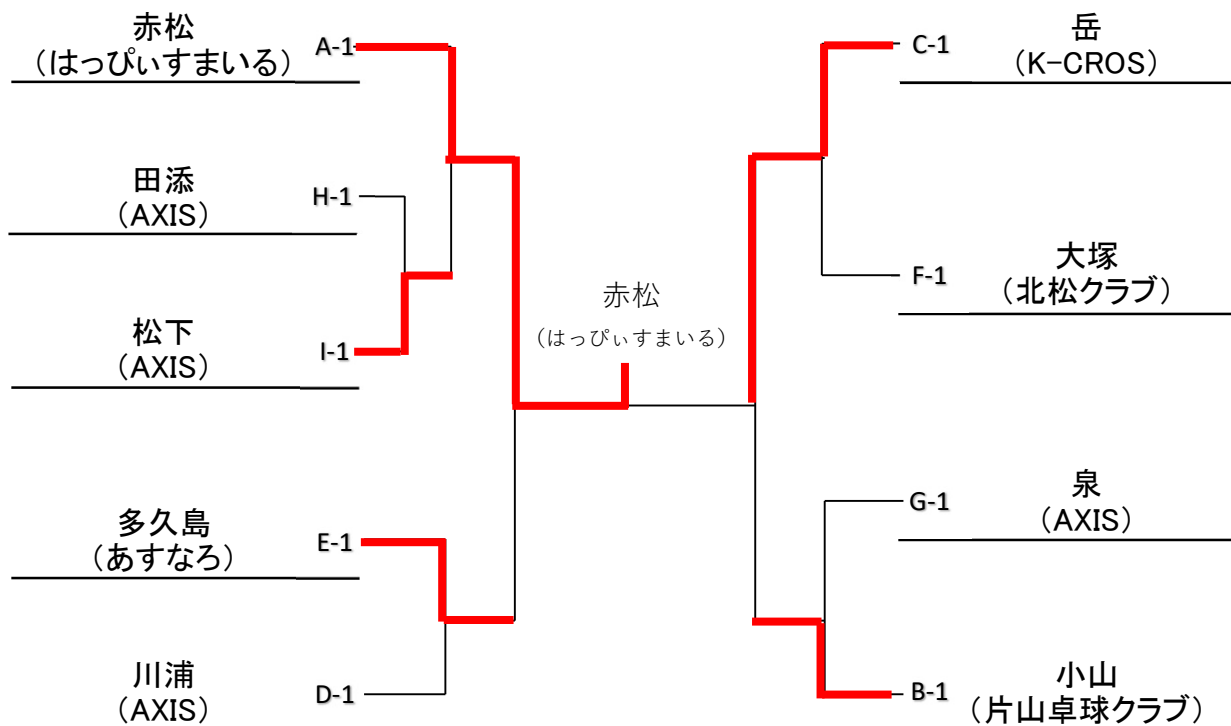 赤松
(はっぴぃすまいる)
A-1
田添
(AXIS)
H-1
松下
(AXIS)
I-1
多久島
(あすなろ)
E-1
川浦
(AXIS)
D-1
赤松
(はっぴぃすまいる)
C-1
岳
(K-CROS)
F-1
大塚
(北松クラブ)
G-1
泉
(AXIS)
B-1
小山
(片山卓球クラブ)